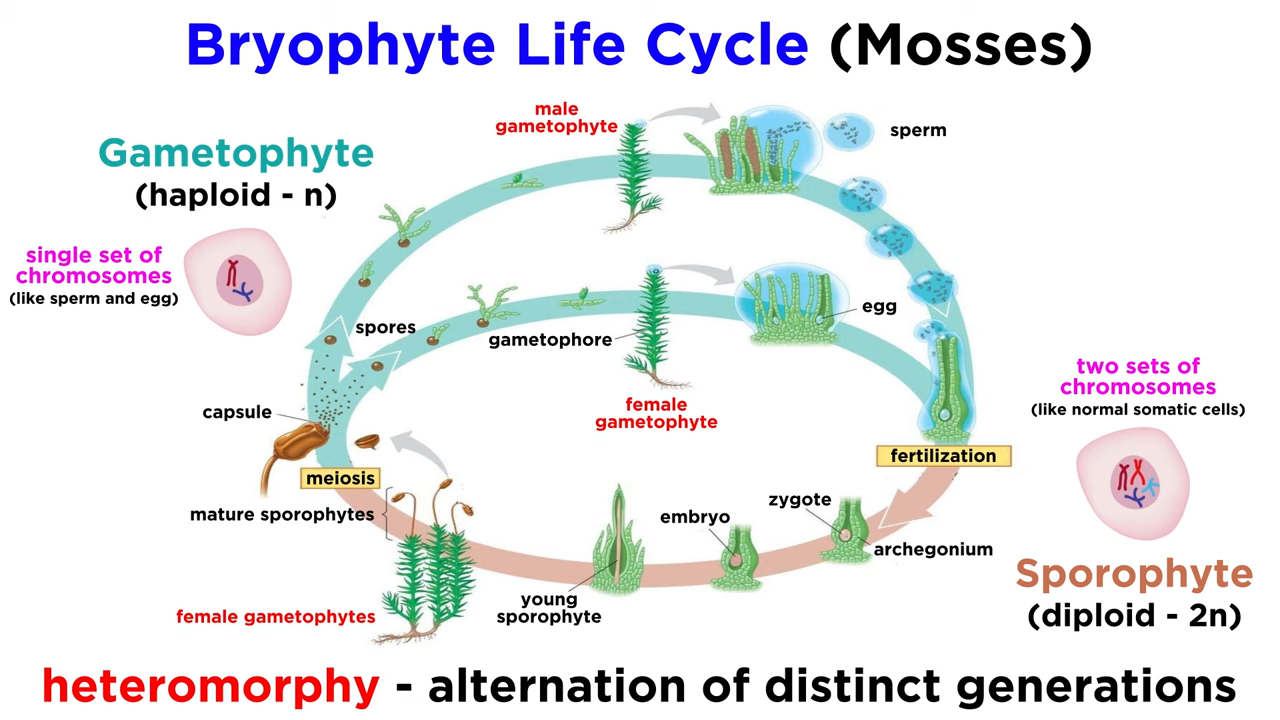 Bryophyte Life Cycle (Mosses)
Gametophyte
(haploid - n)
single set of
chromosomes
(like sperm and egg)
male
gametophyte
sperm
spores
gametophore
egg
female
gametophyte
capsule
meiosis
mature sporophytes
female gametophytes
young
sporophyte
embryo
zygote
archegonium
fertilization
two sets of
chromosomes
(like normal somatic cells)
Sporophyte
(diploid - 2n)
heteromorphy - alternation of distinct generations